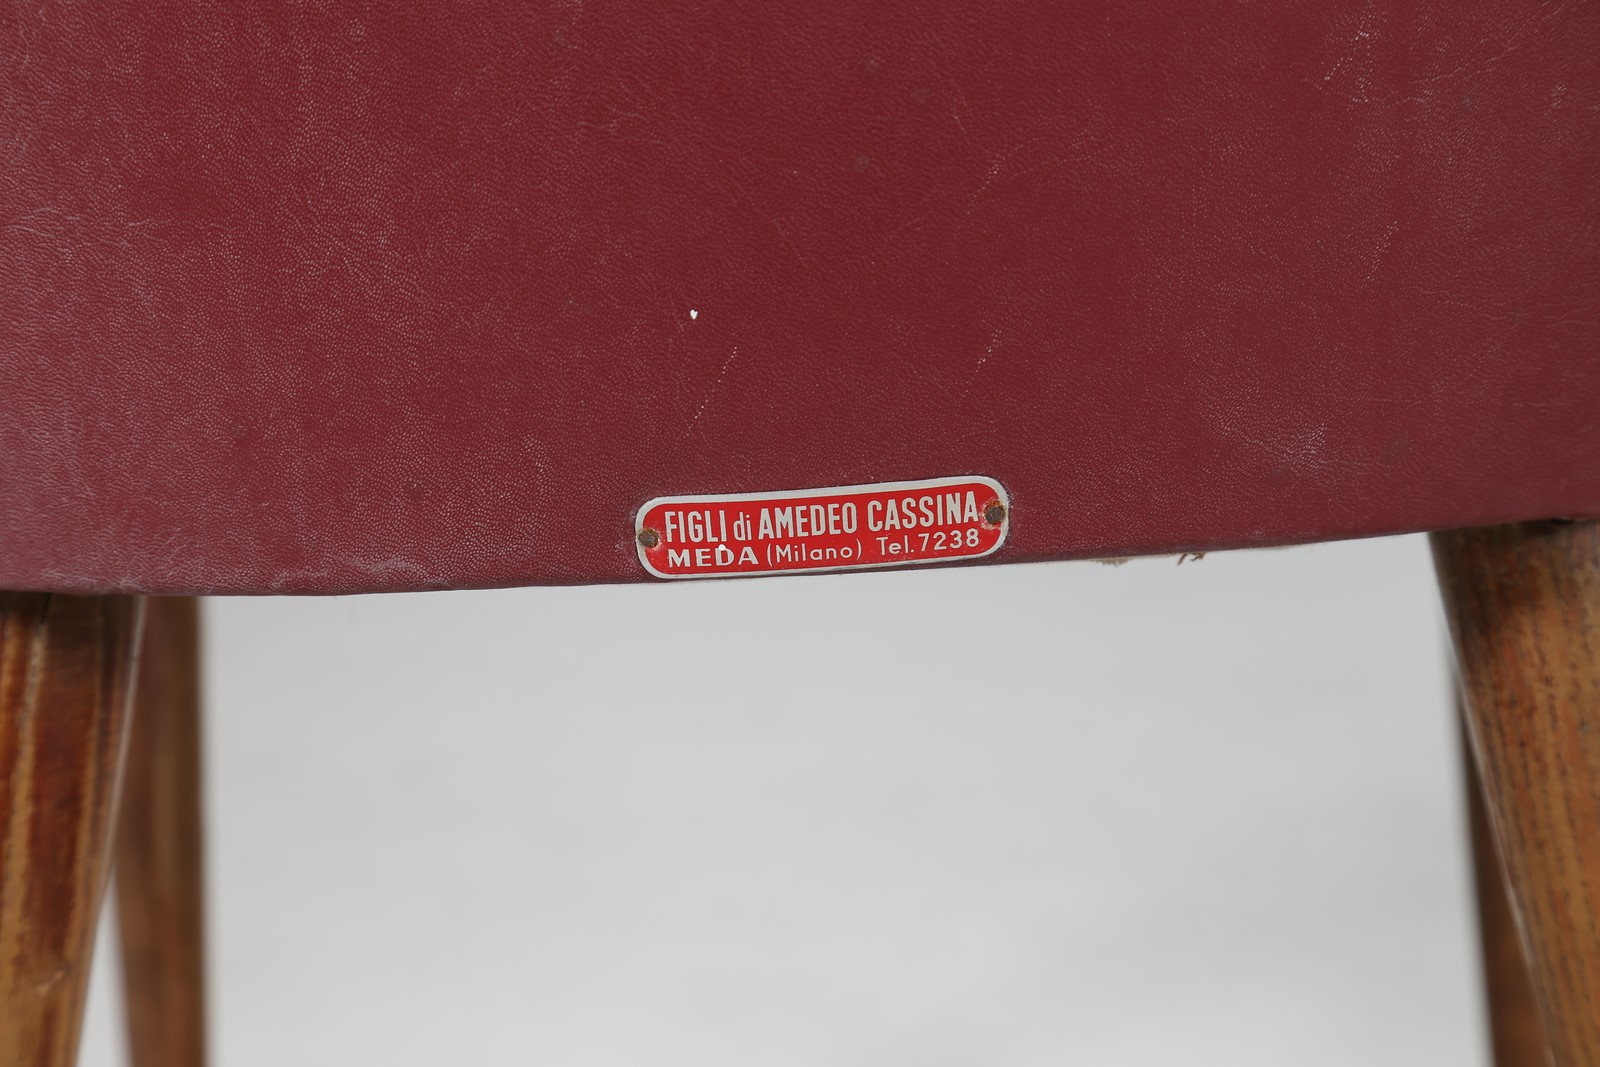 FIGLI di AMEDEO CASSINA
MEDA (Milano) Tel. 7238